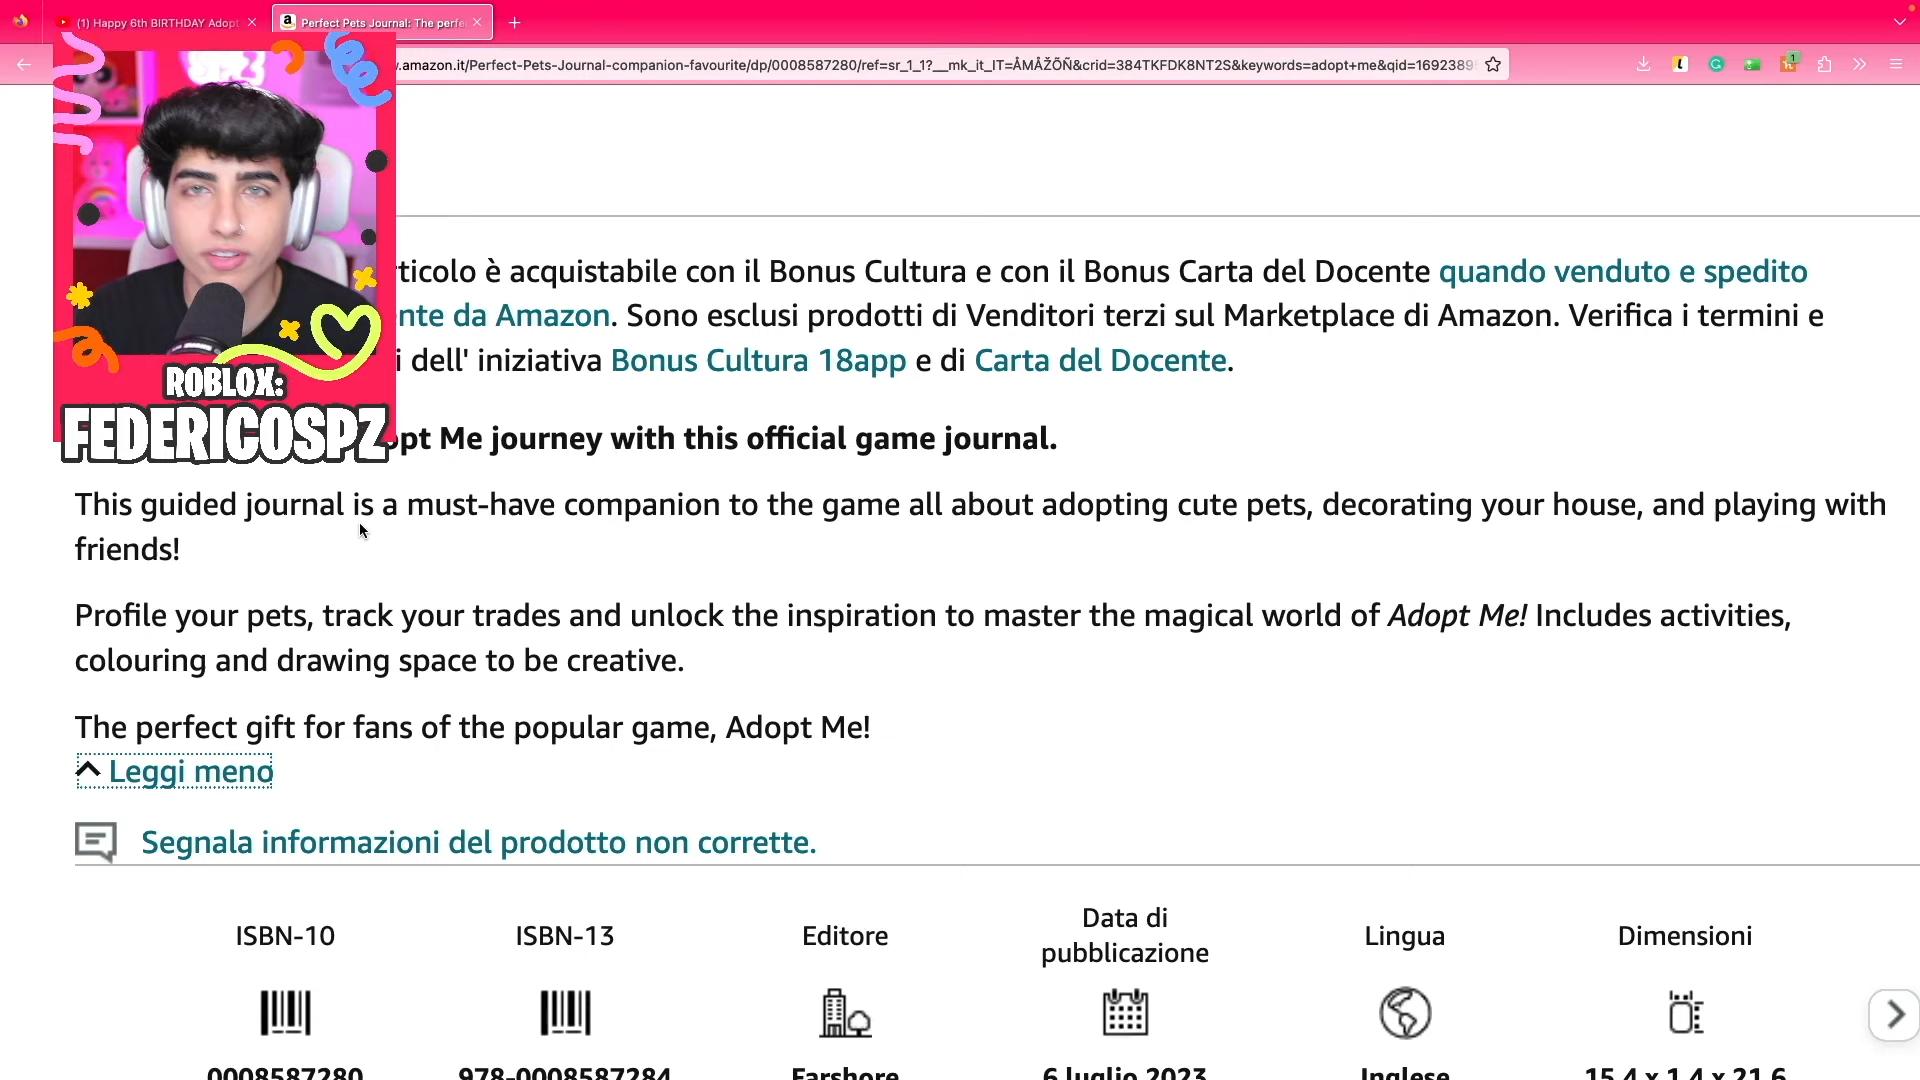 (1) Happy 6th BIRTHDAY Adopt
Perfect Pets Journal: The perfe
.amazon.it/Perfect-Pets-Journal-companion-favourite/dp/0008587280/ref=sr_1_1?__mk_it_IT=ÅMÅŽÕÑ&crid=384TKFDK8NT2S&keywords=adopt+me&qid=1692389
1
ROBLOX:
FEDERICOSPZ
ticolo è acquistabile con il Bonus Cultura e con il Bonus Carta del Docente quando venduto e spedito
nte da Amazon. Sono esclusi prodotti di Venditori terzi sul Marketplace di Amazon. Verifica i termini e
i dell' iniziativa Bonus Cultura 18app e di Carta del Docente.
opt Me journey with this official game journal.
This guided journal is a must-have companion to the game all about adopting cute pets, decorating your house, and playing with
friends!
Profile your pets, track your trades and unlock the inspiration to master the magical world of Adopt Me! Includes activities,
colouring and drawing space to be creative.
The perfect gift for fans of the popular game, Adopt Me!
Leggi meno
Segnala informazioni del prodotto non corrette.
ISBN-10 ISBN-13 Editore Data di pubblicazione Lingua Dimensioni
0008587280 978-0008587284 Farshore 6 luglio 2023 Inglese 15.4 x 1.4 x 21.6